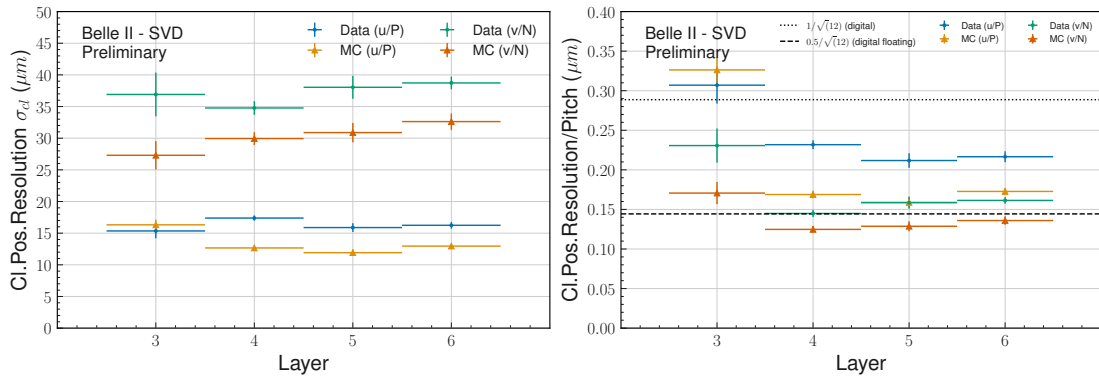 Belle II - SVD
Preliminary
Data (u/P)
MC (u/P)
Data (v/N)
MC (v/N)
Cl.Pos.Resolution σcl (μm)
50
45
40
35
30
25
20
15
10
5
0
3 4 5 6
Layer
Belle II - SVD
Preliminary
1/√(12) (digital)
0.5/√(12) (digital floating)
Data (u/P)
MC (u/P)
Data (v/N)
MC (v/N)
Cl.Pos.Resolution/Pitch (μm)
0.40
0.35
0.30
0.25
0.20
0.15
0.10
0.05
0.00
3 4 5 6
Layer